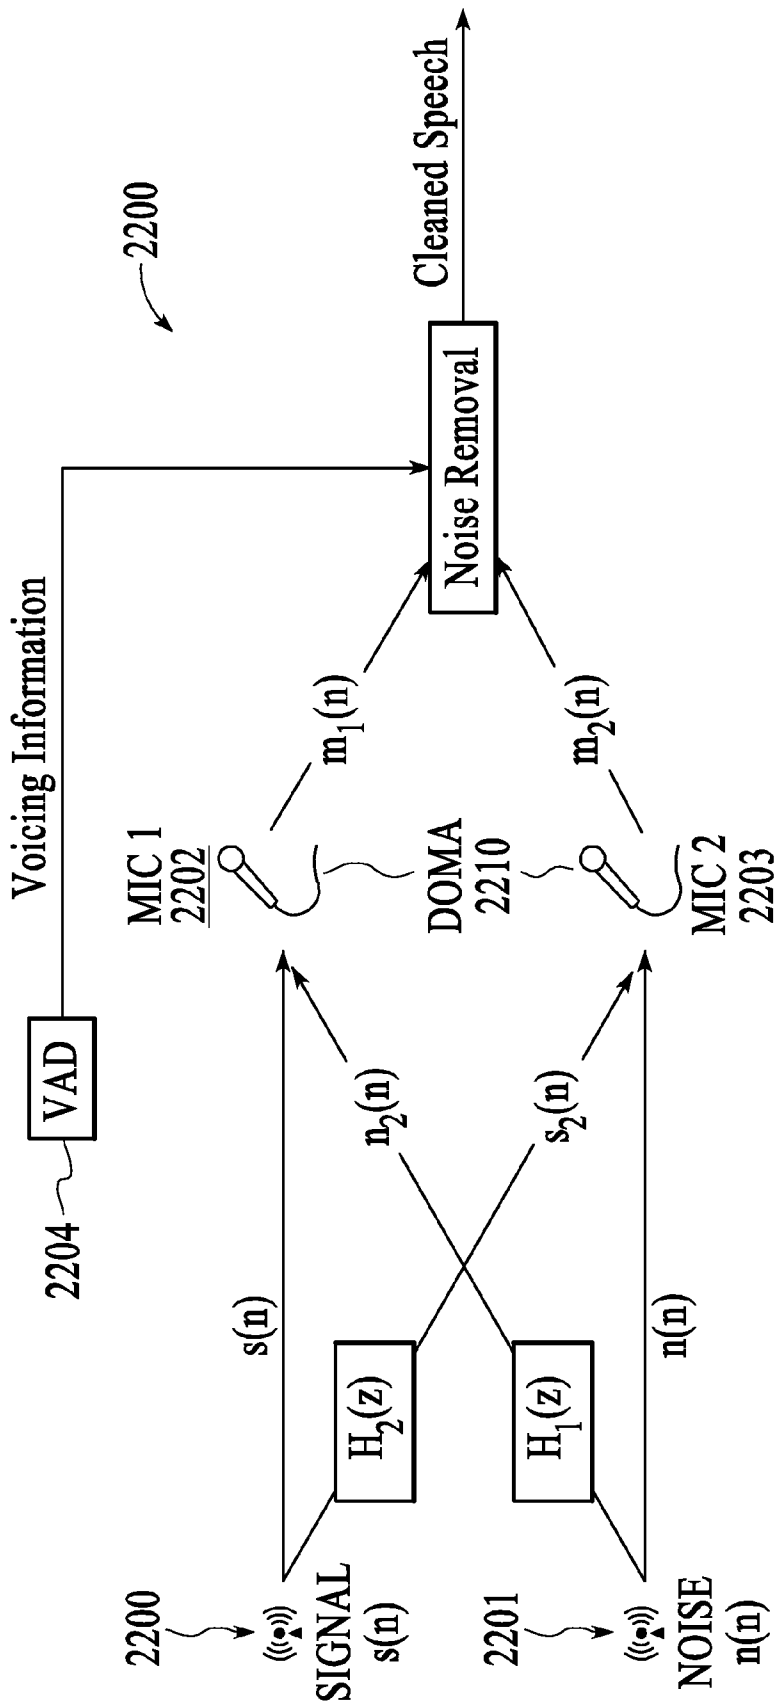 Voicing Information
VAD
2204
2200
MIC 1
2202
s(n)
2200
SIGNAL
s(n)
H2(z)
n2(n)
m1(n)
DOMA
2210
Noise Removal
Cleaned Speech
H1(z)
s2(n)
m2(n)
2201
NOISE
n(n)
n(n)
MIC 2
2203